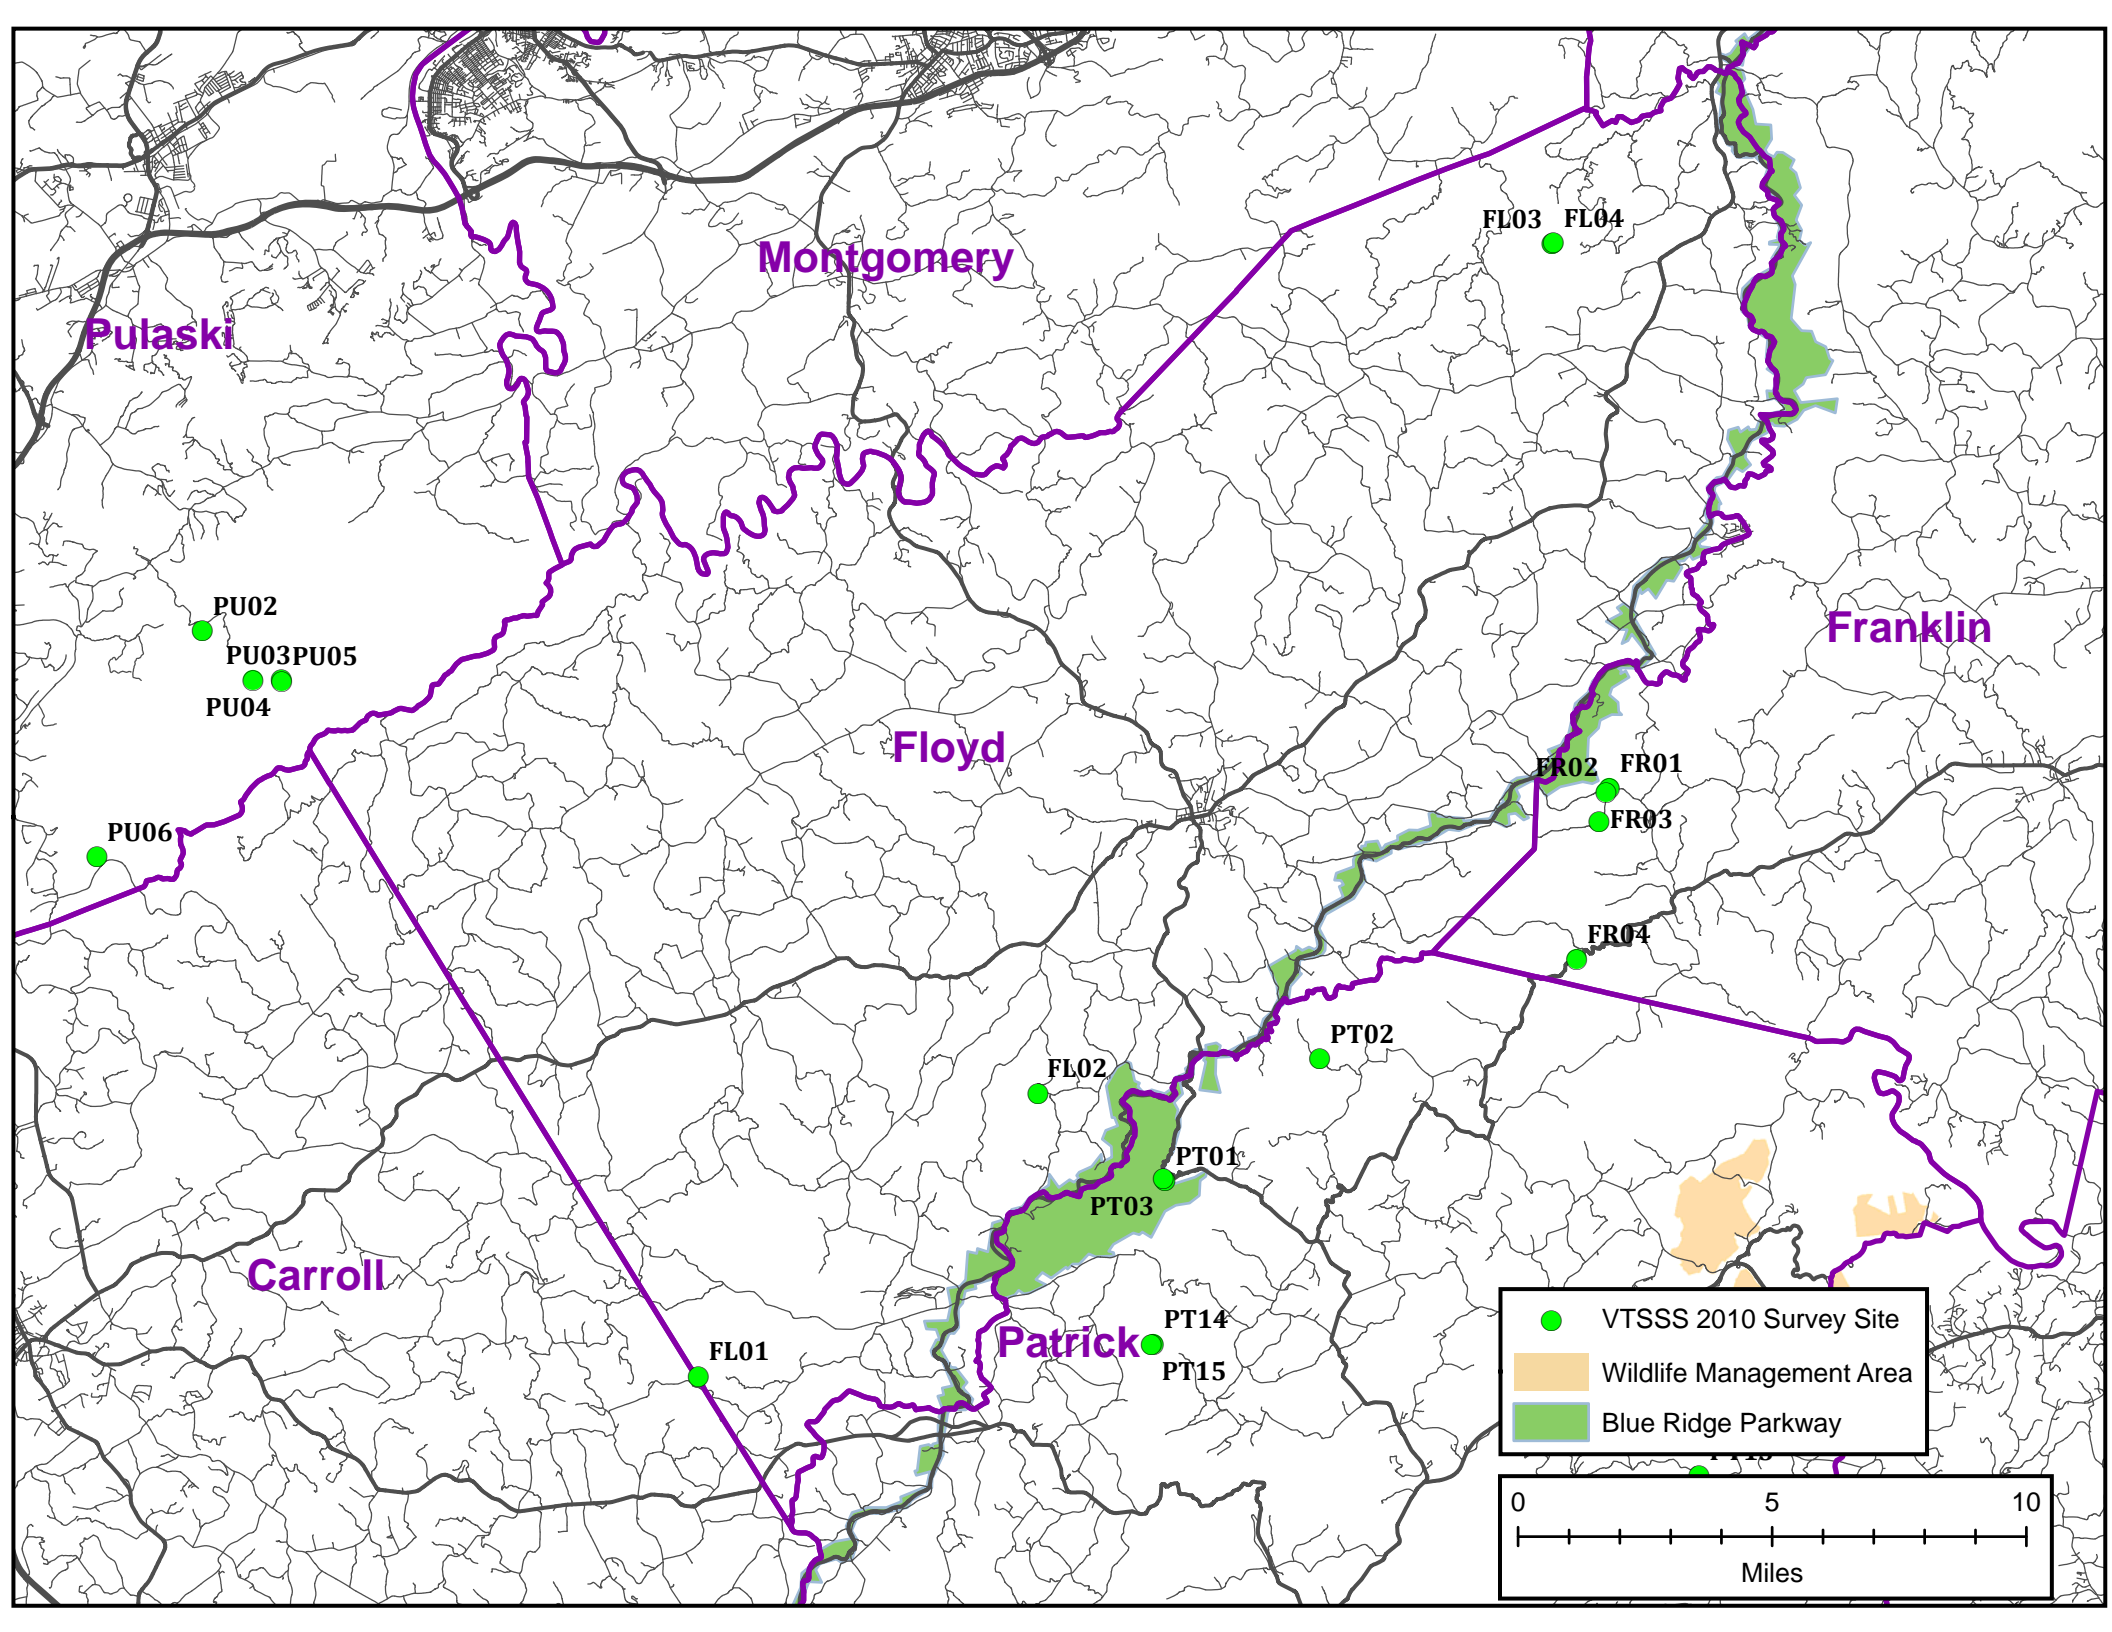 FL03 FL04
Montgomery
Pulaski
PU02
Franklin
PU03 PU05
PU04
Floyd
FR02 FR01
FR03
PU06
FR04
PT02
FL02
PT01
PT03
Carroll
PT14
Patrick
PT15
FL01
VTSSS 2010 Survey Site
Wildlife Management Area
Blue Ridge Parkway
0 5 10
Miles